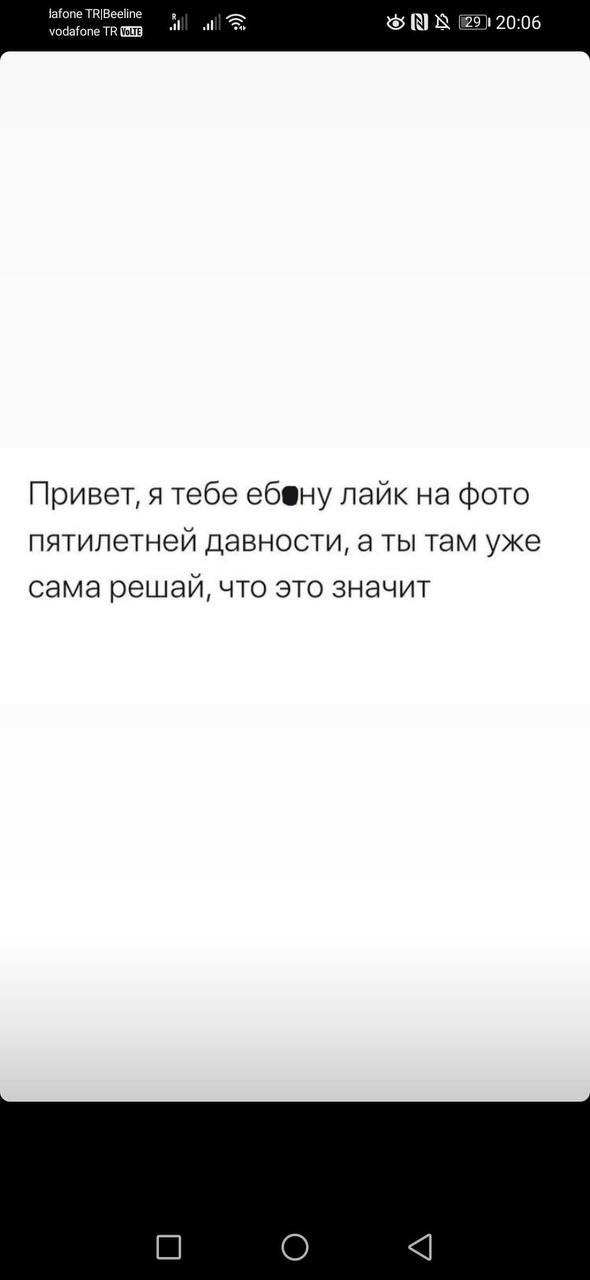 lafone TR|Beeline
vodafone TR VoLTE
R
29 20:06
Привет, я тебе еб●ну лайк на фото
пятилетней давности, а ты там уже
сама решай, что это значит